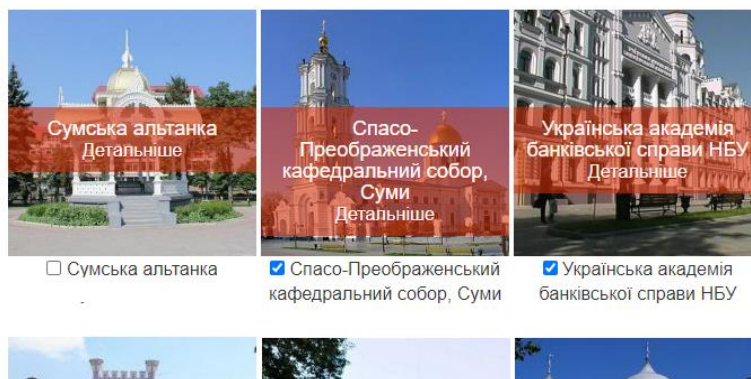 Сумська альтанка
Детальніше
Спасо-
Преображенський
кафедральний собор,
Суми
Детальніше
Українська академія
банківської справи НБУ
Детальніше
Сумська альтанка
Спасо-Преображенський
кафедральний собор, Суми
Українська академія
банківської справи НБУ